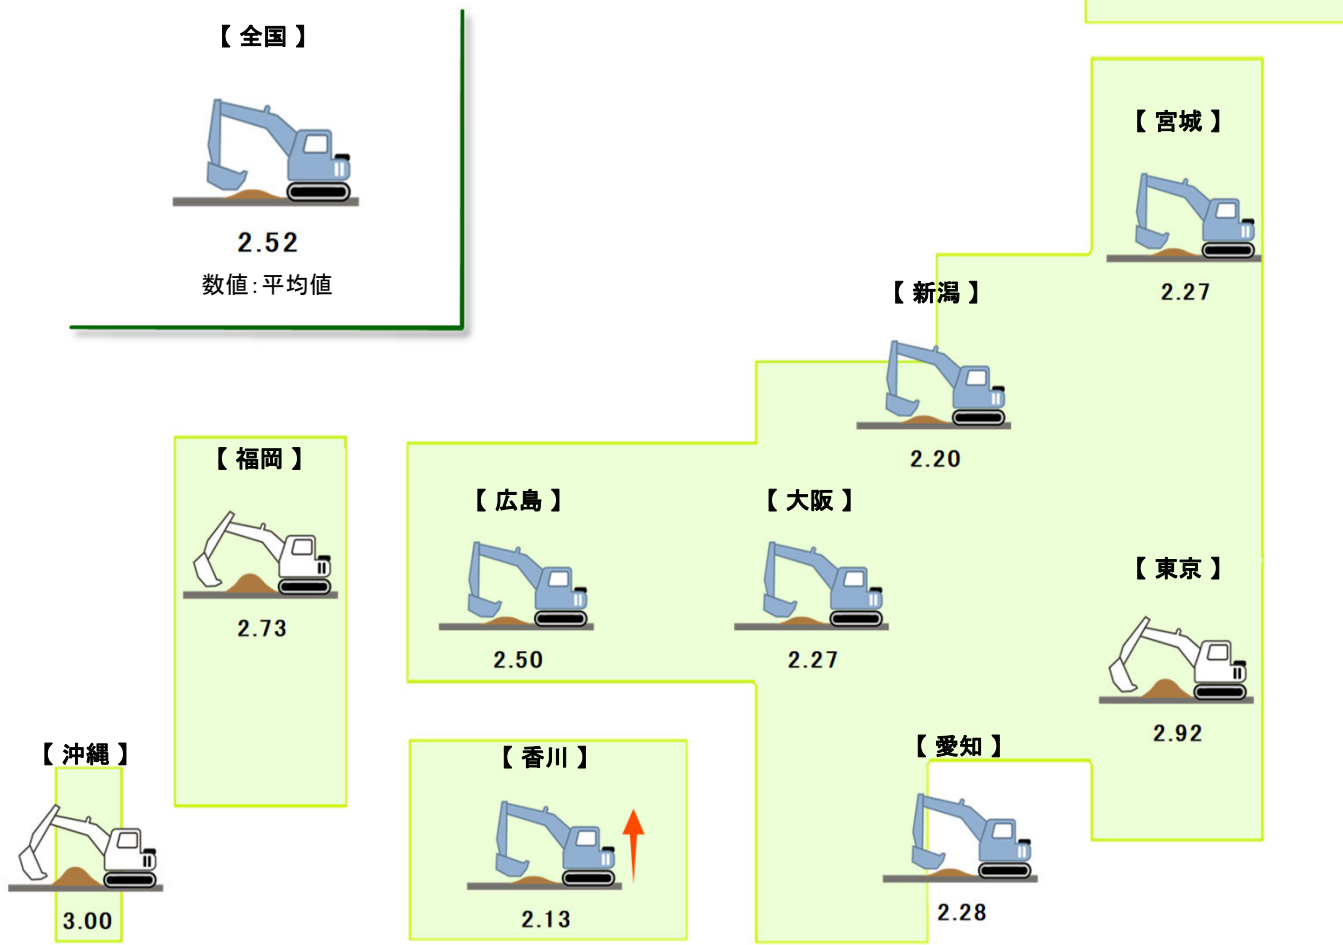 【 全国 】
2.52
数値:平均値
【 宮城 】
2.27
【 新潟 】
2.20
【 福岡 】
2.73
【 広島 】
2.50
【 大阪 】
2.27
【 東京 】
2.92
【 沖縄 】
3.00
【 香川 】
2.13
【 愛知 】
2.28